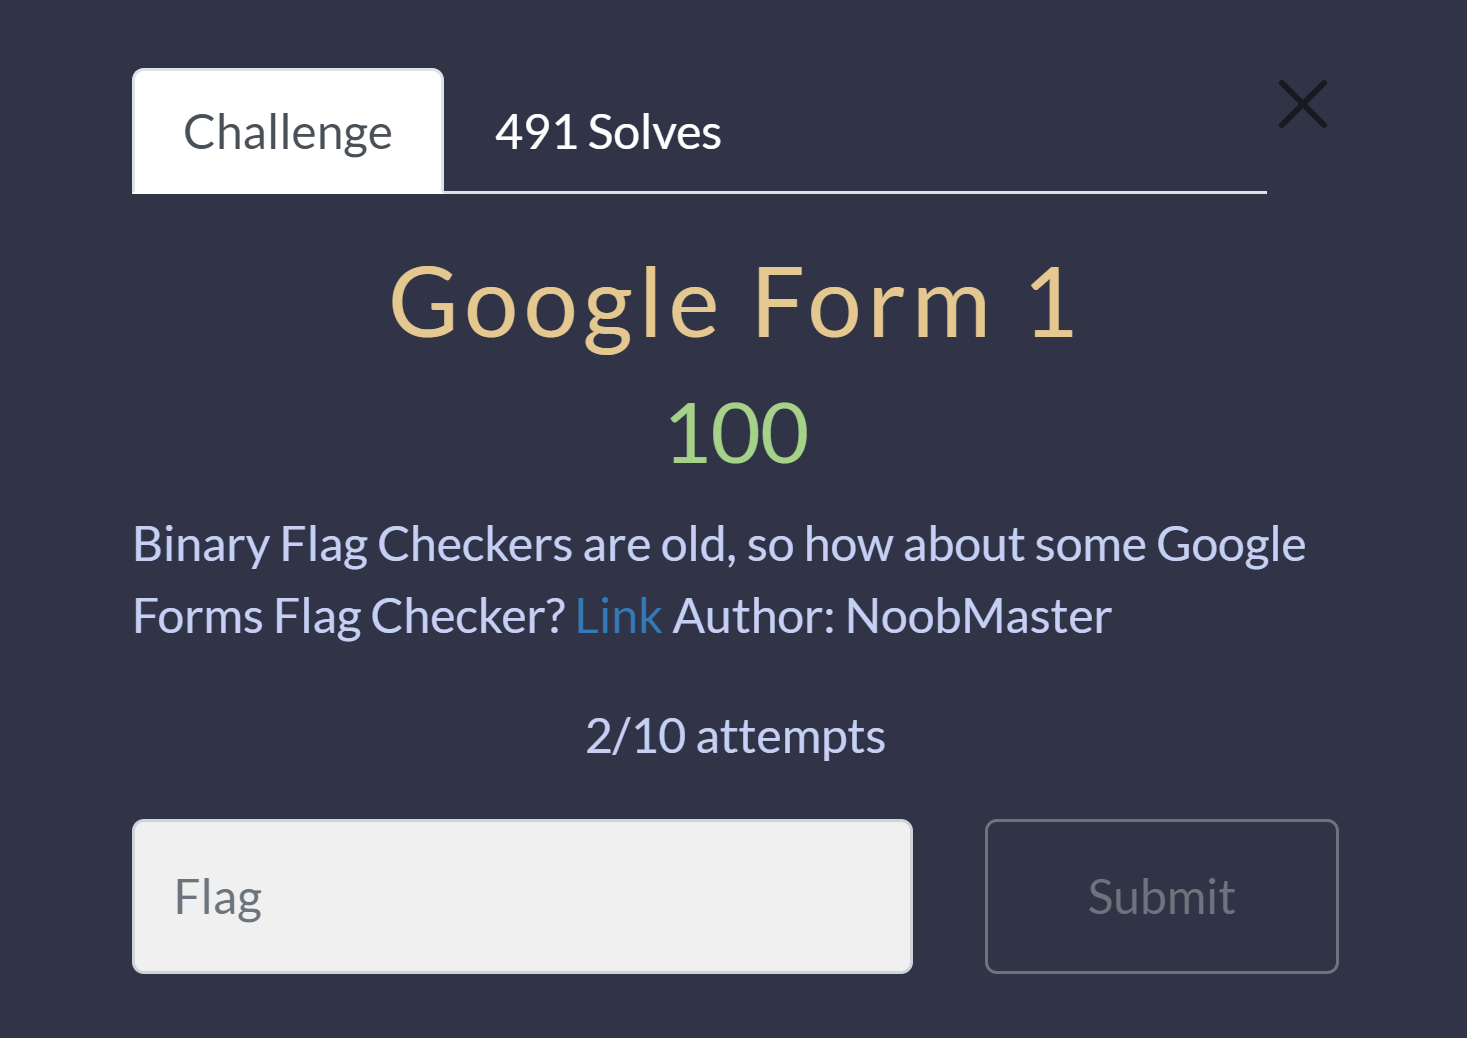 Challenge
491 Solves
Google Form 1
100
Binary Flag Checkers are old, so how about some Google
Forms Flag Checker? Link Author: NoobMaster
2/10 attempts
Flag
Submit